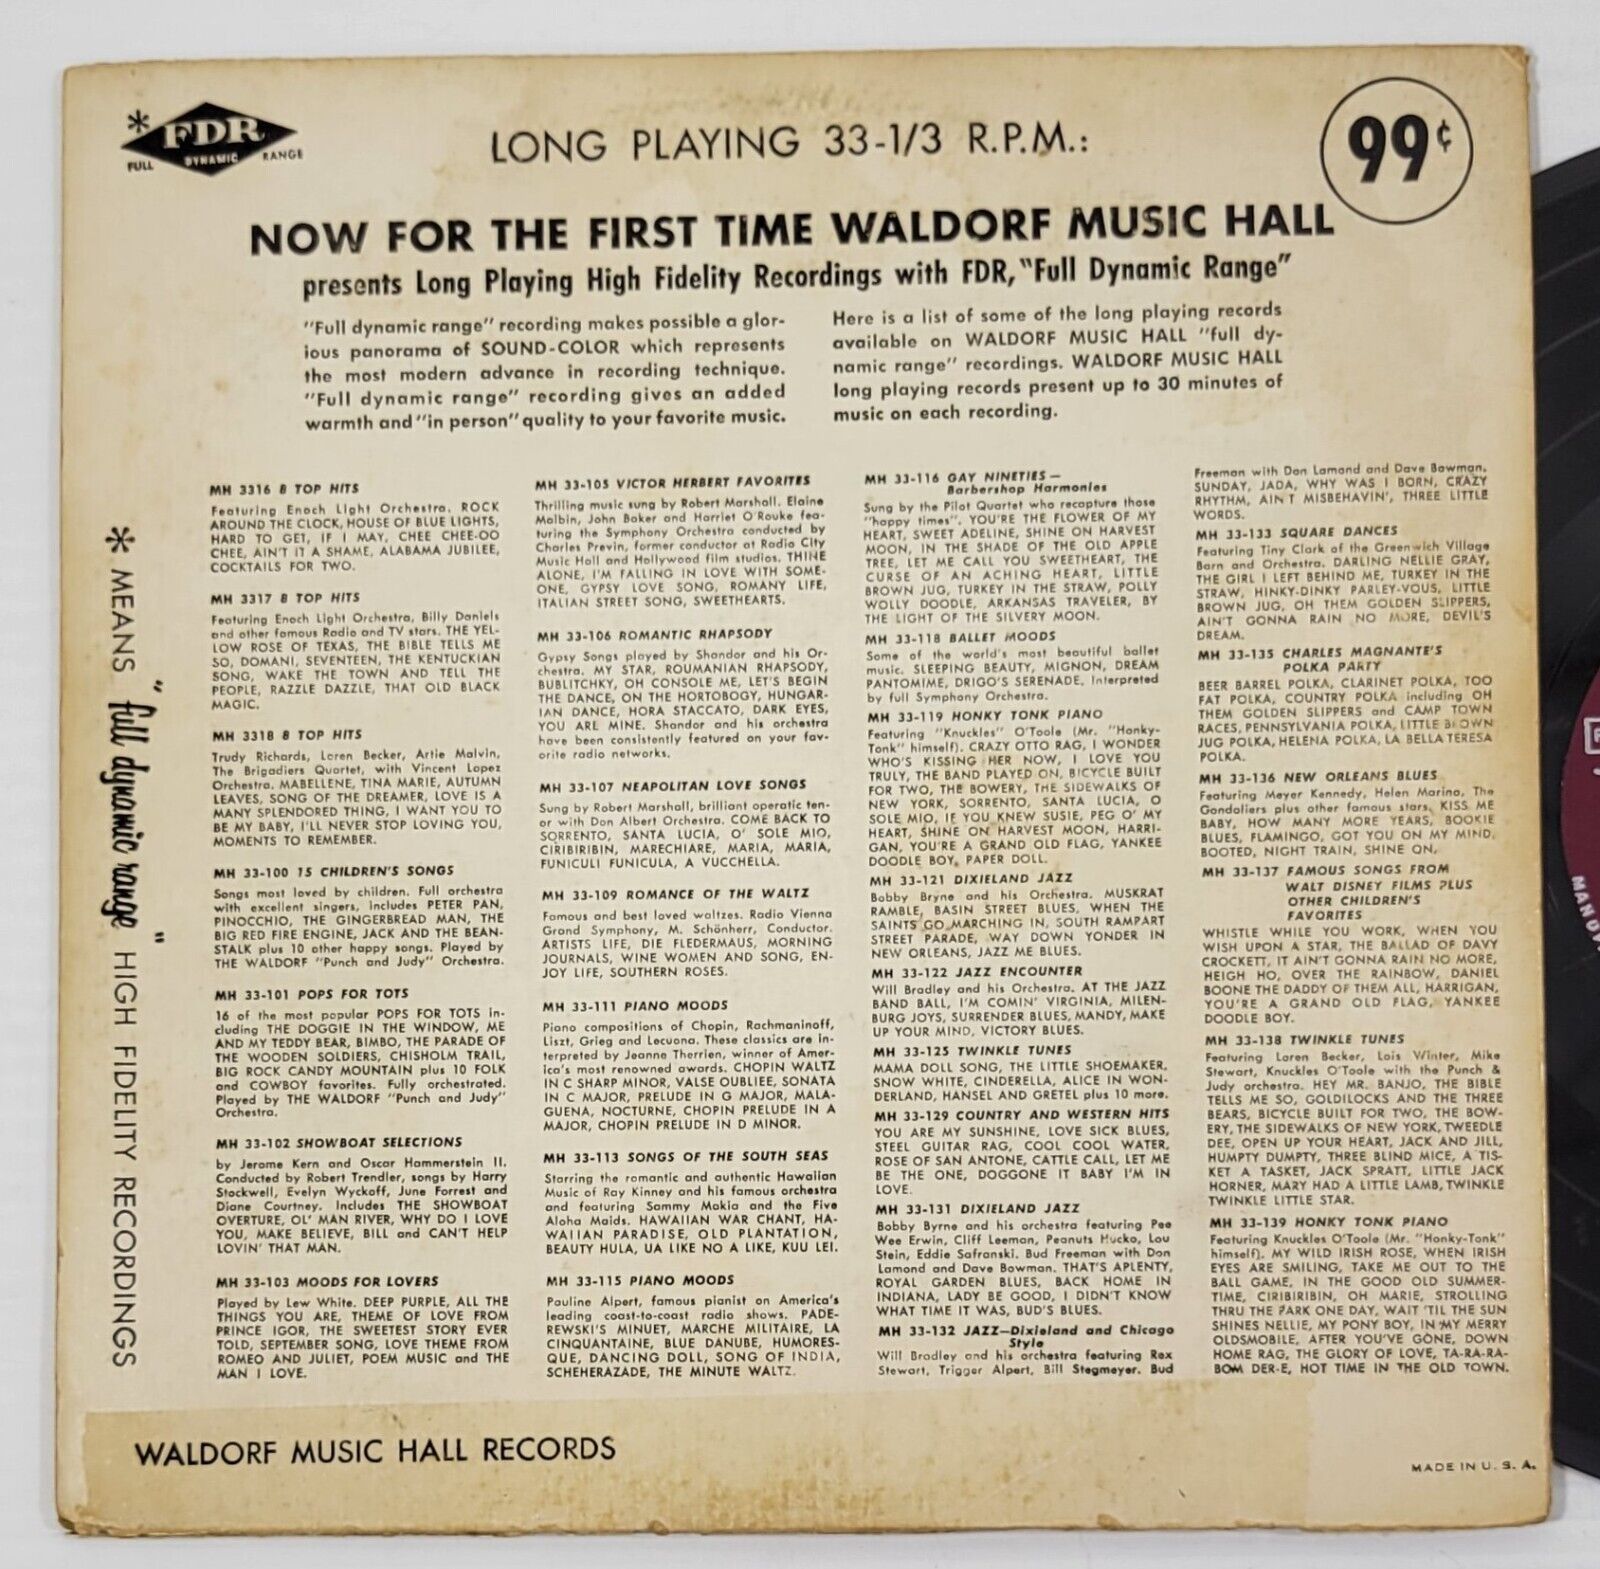 * FDR
FULL DYNAMIC RANGE
LONG PLAYING 33-1/3 R.P.M.:
99¢
NOW FOR THE FIRST TIME WALDORF MUSIC HALL
presents Long Playing High Fidelity Recordings with FDR, "Full Dynamic Range"
"Full dynamic range" recording makes possible a glor-
ious panorama of SOUND-COLOR which represents
the most modern advance in recording technique.
"Full dynamic range" recording gives an added
warmth and "in person" quality to your favorite music.
Here is a list of some of the long playing records
available on WALDORF MUSIC HALL "full dy-
namic range" recordings. WALDORF MUSIC HALL
long playing records present up to 30 minutes of
music on each recording.
* MEANS "full dynamic range" HIGH FIDELITY RECORDINGS
MH 3316 8 TOP HITS
Featuring Enoch Light Orchestra. ROCK
AROUND THE CLOCK, HOUSE OF BLUE LIGHTS,
HARD TO GET, IF I MAY, CHEE CHEE-OO
CHEE, AIN'T IT A SHAME, ALABAMA JUBILEE,
COCKTAILS FOR TWO.
MH 3317 8 TOP HITS
Featuring Enoch Light Orchestra, Billy Daniels
and other famous Radio and TV stars. THE YEL-
LOW ROSE OF TEXAS, THE BIBLE TELLS ME
SO, DOMANI, SEVENTEEN, THE KENTUCKIAN
SONG, WAKE THE TOWN AND TELL THE
PEOPLE, RAZZLE DAZZLE, THAT OLD BLACK
MAGIC.
MH 3318 8 TOP HITS
Trudy Richards, Loren Becker, Artie Malvin,
The Brigadiers Quartet, with Vincent Lopez
Orchestra. MABELLENE, TINA MARIE, AUTUMN
LEAVES, SONG OF THE DREAMER, LOVE IS A
MANY SPLENDORED THING, I WANT YOU TO
BE MY BABY, I'LL NEVER STOP LOVING YOU,
MOMENTS TO REMEMBER.
MH 33-100 15 CHILDREN'S SONGS
Songs most loved by children. Full orchestra
with excellent singers, includes PETER PAN,
PINOCCHIO, THE GINGERBREAD MAN, THE
BIG RED FIRE ENGINE, JACK AND THE BEAN-
STALK plus 10 other happy songs. Played by
THE WALDORF "Punch and Judy" Orchestra.
MH 33-101 POPS FOR TOTS
16 of the most popular POPS FOR TOTS in-
cluding THE DOGGIE IN THE WINDOW, ME
AND MY TEDDY BEAR, BIMBO, THE PARADE OF
THE WOODEN SOLDIERS, CHISHOLM TRAIL,
BIG ROCK CANDY MOUNTAIN plus 10 FOLK
and COWBOY favorites. Fully orchestrated.
Played by THE WALDORF "Punch and Judy"
Orchestra.
MH 33-102 SHOWBOAT SELECTIONS
by Jerome Kern and Oscar Hammerstein II.
Conducted by Robert Trendler, songs by Harry
Stockwell, Evelyn Wyckoff, June Forrest and
Diane Courtney. Includes THE SHOWBOAT
OVERTURE, OL' MAN RIVER, WHY DO I LOVE
YOU, MAKE BELIEVE, BILL and CAN'T HELP
LOVIN' THAT MAN.
MH 33-103 MOODS FOR LOVERS
Played by Lew White. DEEP PURPLE, ALL THE
THINGS YOU ARE, THEME OF LOVE FROM
PRINCE IGOR, THE SWEETEST STORY EVER
TOLD, SEPTEMBER SONG, LOVE THEME FROM
ROMEO AND JULIET, POEM MUSIC and THE
MAN I LOVE.
MH 33-105 VICTOR HERBERT FAVORITES
Thrilling music sung by Robert Marshall, Elaine
Malbin, John Baker and Harriet O'Rouke fea-
turing the Symphony Orchestra conducted by
Charles Previn, former conductor at Radio City
Music Hall and Hollywood film studios. THINE
ALONE, I'M FALLING IN LOVE WITH SOME-
ONE, GYPSY LOVE SONG, ROMANY LIFE,
ITALIAN STREET SONG, SWEETHEARTS.
MH 33-106 ROMANTIC RHAPSODY
Gypsy Songs played by Shandor and his Or-
chestra. MY STAR, ROUMANIAN RHAPSODY,
BUBLITCHKY, OH CONSOLE ME, LET'S BEGIN
THE DANCE, ON THE HORTOBOGY, HUNGAR-
IAN DANCE, HORA STACCATO, DARK EYES,
YOU ARE MINE. Shandor and his orchestra
have been consistently featured on your fav-
orite radio networks.
MH 33-107 NEAPOLITAN LOVE SONGS
Sung by Robert Marshall, brilliant operatic ten-
or with Don Albert Orchestra. COME BACK TO
SORRENTO, SANTA LUCIA, O' SOLE MIO,
CIRIBIRIBIN, MARECHIARE, MARIA, MARIA,
FUNICULI FUNICULA, A VUCCHELLA.
MH 33-109 ROMANCE OF THE WALTZ
Famous and best loved waltzes. Radio Vienna
Grand Symphony, M. Schönherr, Conductor.
ARTISTS LIFE, DIE FLEDERMAUS, MORNING
JOURNALS, WINE WOMEN AND SONG, EN-
JOY LIFE, SOUTHERN ROSES.
MH 33-111 PIANO MOODS
Piano compositions of Chopin, Rachmaninoff,
Liszt, Grieg and Lecuona. These classics are in-
terpreted by Jeanne Therrien, winner of Amer-
ica's most renowned awards. CHOPIN WALTZ
IN C SHARP MINOR, VALSE OUBLIEE, SONATA
IN C MAJOR, PRELUDE IN G MAJOR, MALA-
GUENA, NOCTURNE, CHOPIN PRELUDE IN A
MAJOR, CHOPIN PRELUDE IN D MINOR.
MH 33-113 SONGS OF THE SOUTH SEAS
Starring the romantic and authentic Hawaiian
Music of Ray Kinney and his famous orchestra
and featuring Sammy Makia and the Five
Aloha Maids. HAWAIIAN WAR CHANT, HA-
WAIIAN PARADISE, OLD PLANTATION,
BEAUTY HULA, UA LIKE NO A LIKE, KUU LEI.
MH 33-115 PIANO MOODS
Pauline Alpert, famous pianist on America's
leading coast-to-coast radio shows. PADE-
REWSKI'S MINUET, MARCHE MILITAIRE, LA
CINQUANTAINE, BLUE DANUBE, HUMORES-
QUE, DANCING DOLL, SONG OF INDIA,
SCHEHERAZADE, THE MINUTE WALTZ.
MH 33-116 GAY NINETIES—
Barbershop Harmonies
Sung by the Pilot Quartet who recapture those
"happy times". YOU'RE THE FLOWER OF MY
HEART, SWEET ADELINE, SHINE ON HARVEST
MOON, IN THE SHADE OF THE OLD APPLE
TREE, LET ME CALL YOU SWEETHEART, THE
CURSE OF AN ACHING HEART, LITTLE
BROWN JUG, TURKEY IN THE STRAW, POLLY
WOLLY DOODLE, ARKANSAS TRAVELER, BY
THE LIGHT OF THE SILVERY MOON.
MH 33-118 BALLET MOODS
Some of the world's most beautiful ballet
music. SLEEPING BEAUTY, MIGNON, DREAM
PANTOMIME, DRIGO'S SERENADE. Interpreted
by full Symphony Orchestra.
MH 33-119 HONKY TONK PIANO
Featuring "Knuckles" O'Toole (Mr. "Honky-
Tonk" himself). CRAZY OTTO RAG, I WONDER
WHO'S KISSING HER NOW, I LOVE YOU
TRULY, THE BAND PLAYED ON, BICYCLE BUILT
FOR TWO, THE BOWERY, THE SIDEWALKS OF
NEW YORK, SORRENTO, SANTA LUCIA, O
SOLE MIO, IF YOU KNEW SUSIE, PEG O' MY
HEART, SHINE ON HARVEST MOON, HARRI-
GAN, YOU'RE A GRAND OLD FLAG, YANKEE
DOODLE BOY, PAPER DOLL.
MH 33-121 DIXIELAND JAZZ
Bobby Bryne and his Orchestra. MUSKRAT
RAMBLE, BASIN STREET BLUES, WHEN THE
SAINTS GO MARCHING IN, SOUTH RAMPART
STREET PARADE, WAY DOWN YONDER IN
NEW ORLEANS, JAZZ ME BLUES.
MH 33-122 JAZZ ENCOUNTER
Will Bradley and his Orchestra. AT THE JAZZ
BAND BALL, I'M COMIN' VIRGINIA, MILEN-
BURG JOYS, SURRENDER BLUES, MANDY, MAKE
UP YOUR MIND, VICTORY BLUES.
MH 33-125 TWINKLE TUNES
MAMA DOLL SONG, THE LITTLE SHOEMAKER,
SNOW WHITE, CINDERELLA, ALICE IN WON-
DERLAND, HANSEL AND GRETEL plus 10 more.
MH 33-129 COUNTRY AND WESTERN HITS
YOU ARE MY SUNSHINE, LOVE SICK BLUES,
STEEL GUITAR RAG, COOL COOL WATER,
ROSE OF SAN ANTONE, CATTLE CALL, LET ME
BE THE ONE, DOGGONE IT BABY I'M IN
LOVE.
MH 33-131 DIXIELAND JAZZ
Bobby Byrne and his orchestra featuring Pee
Wee Erwin, Cliff Leeman, Peanuts Hucko, Lou
Stein, Eddie Safranski. Bud Freeman with Don
Lamond and Dave Bowman. THAT'S APLENTY,
ROYAL GARDEN BLUES, BACK HOME IN
INDIANA, LADY BE GOOD, I DIDN'T KNOW
WHAT TIME IT WAS, BUD'S BLUES.
MH 33-132 JAZZ—Dixieland and Chicago
Style
Will Bradley and his orchestra featuring Rex
Stewart, Trigger Alpert, Bill Stegmeyer. Bud
Freeman with Don Lamond and Dave Bowman.
SUNDAY, JADA, WHY WAS I BORN, CRAZY
RHYTHM, AIN'T MISBEHAVIN', THREE LITTLE
WORDS.
MH 33-133 SQUARE DANCES
Featuring Tiny Clark of the Greenwich Village
Barn and Orchestra. DARLING NELLIE GRAY,
THE GIRL I LEFT BEHIND ME, TURKEY IN THE
STRAW, HINKY-DINKY PARLEY-VOUS, LITTLE
BROWN JUG, OH THEM GOLDEN SLIPPERS,
AIN'T GONNA RAIN NO MORE, DEVIL'S
DREAM.
MH 33-135 CHARLES MAGNANTE'S
POLKA PARTY
BEER BARREL POLKA, CLARINET POLKA, TOO
FAT POLKA, COUNTRY POLKA including OH
THEM GOLDEN SLIPPERS and CAMP TOWN
RACES, PENNSYLVANIA POLKA, LITTLE BROWN
JUG POLKA, HELENA POLKA, LA BELLA TERESA
POLKA.
MH 33-136 NEW ORLEANS BLUES
Featuring Meyer Kennedy, Helen Marino, The
Gondoliers plus other famous stars. KISS ME
BABY, HOW MANY MORE YEARS, BOOKIE
BLUES, FLAMINGO, GOT YOU ON MY MIND,
BOOTED, NIGHT TRAIN, SHINE ON.
MH 33-137 FAMOUS SONGS FROM
WALT DISNEY FILMS PLUS
OTHER CHILDREN'S
FAVORITES
WHISTLE WHILE YOU WORK, WHEN YOU
WISH UPON A STAR, THE BALLAD OF DAVY
CROCKETT, IT AIN'T GONNA RAIN NO MORE,
HEIGH HO, OVER THE RAINBOW, DANIEL
BOONE THE DADDY OF THEM ALL, HARRIGAN,
YOU'RE A GRAND OLD FLAG, YANKEE
DOODLE BOY.
MH 33-138 TWINKLE TUNES
Featuring Loren Becker, Lois Winter, Mike
Stewart, Knuckles O'Toole with the Punch &
Judy orchestra. HEY MR. BANJO, THE BIBLE
TELLS ME SO, GOLDILOCKS AND THE THREE
BEARS, BICYCLE BUILT FOR TWO, THE BOW-
ERY, THE SIDEWALKS OF NEW YORK, TWEEDLE
DEE, OPEN UP YOUR HEART, JACK AND JILL,
HUMPTY DUMPTY, THREE BLIND MICE, A TIS-
KET A TASKET, JACK SPRATT, LITTLE JACK
HORNER, MARY HAD A LITTLE LAMB, TWINKLE
TWINKLE LITTLE STAR.
MH 33-139 HONKY TONK PIANO
Featuring Knuckles O'Toole (Mr. "Honky-Tonk"
himself). MY WILD IRISH ROSE, WHEN IRISH
EYES ARE SMILING, TAKE ME OUT TO THE
BALL GAME, IN THE GOOD OLD SUMMER-
TIME, CIRIBIRIBIN, OH MARIE, STROLLING
THRU THE PARK ONE DAY, WAIT 'TIL THE SUN
SHINES NELLIE, MY PONY BOY, IN MY MERRY
OLDSMOBILE, AFTER YOU'VE GONE, DOWN
HOME RAG, THE GLORY OF LOVE, TA-RA-RA-
BOM DER-E, HOT TIME IN THE OLD TOWN.
WALDORF MUSIC HALL RECORDS
MADE IN U. S. A.